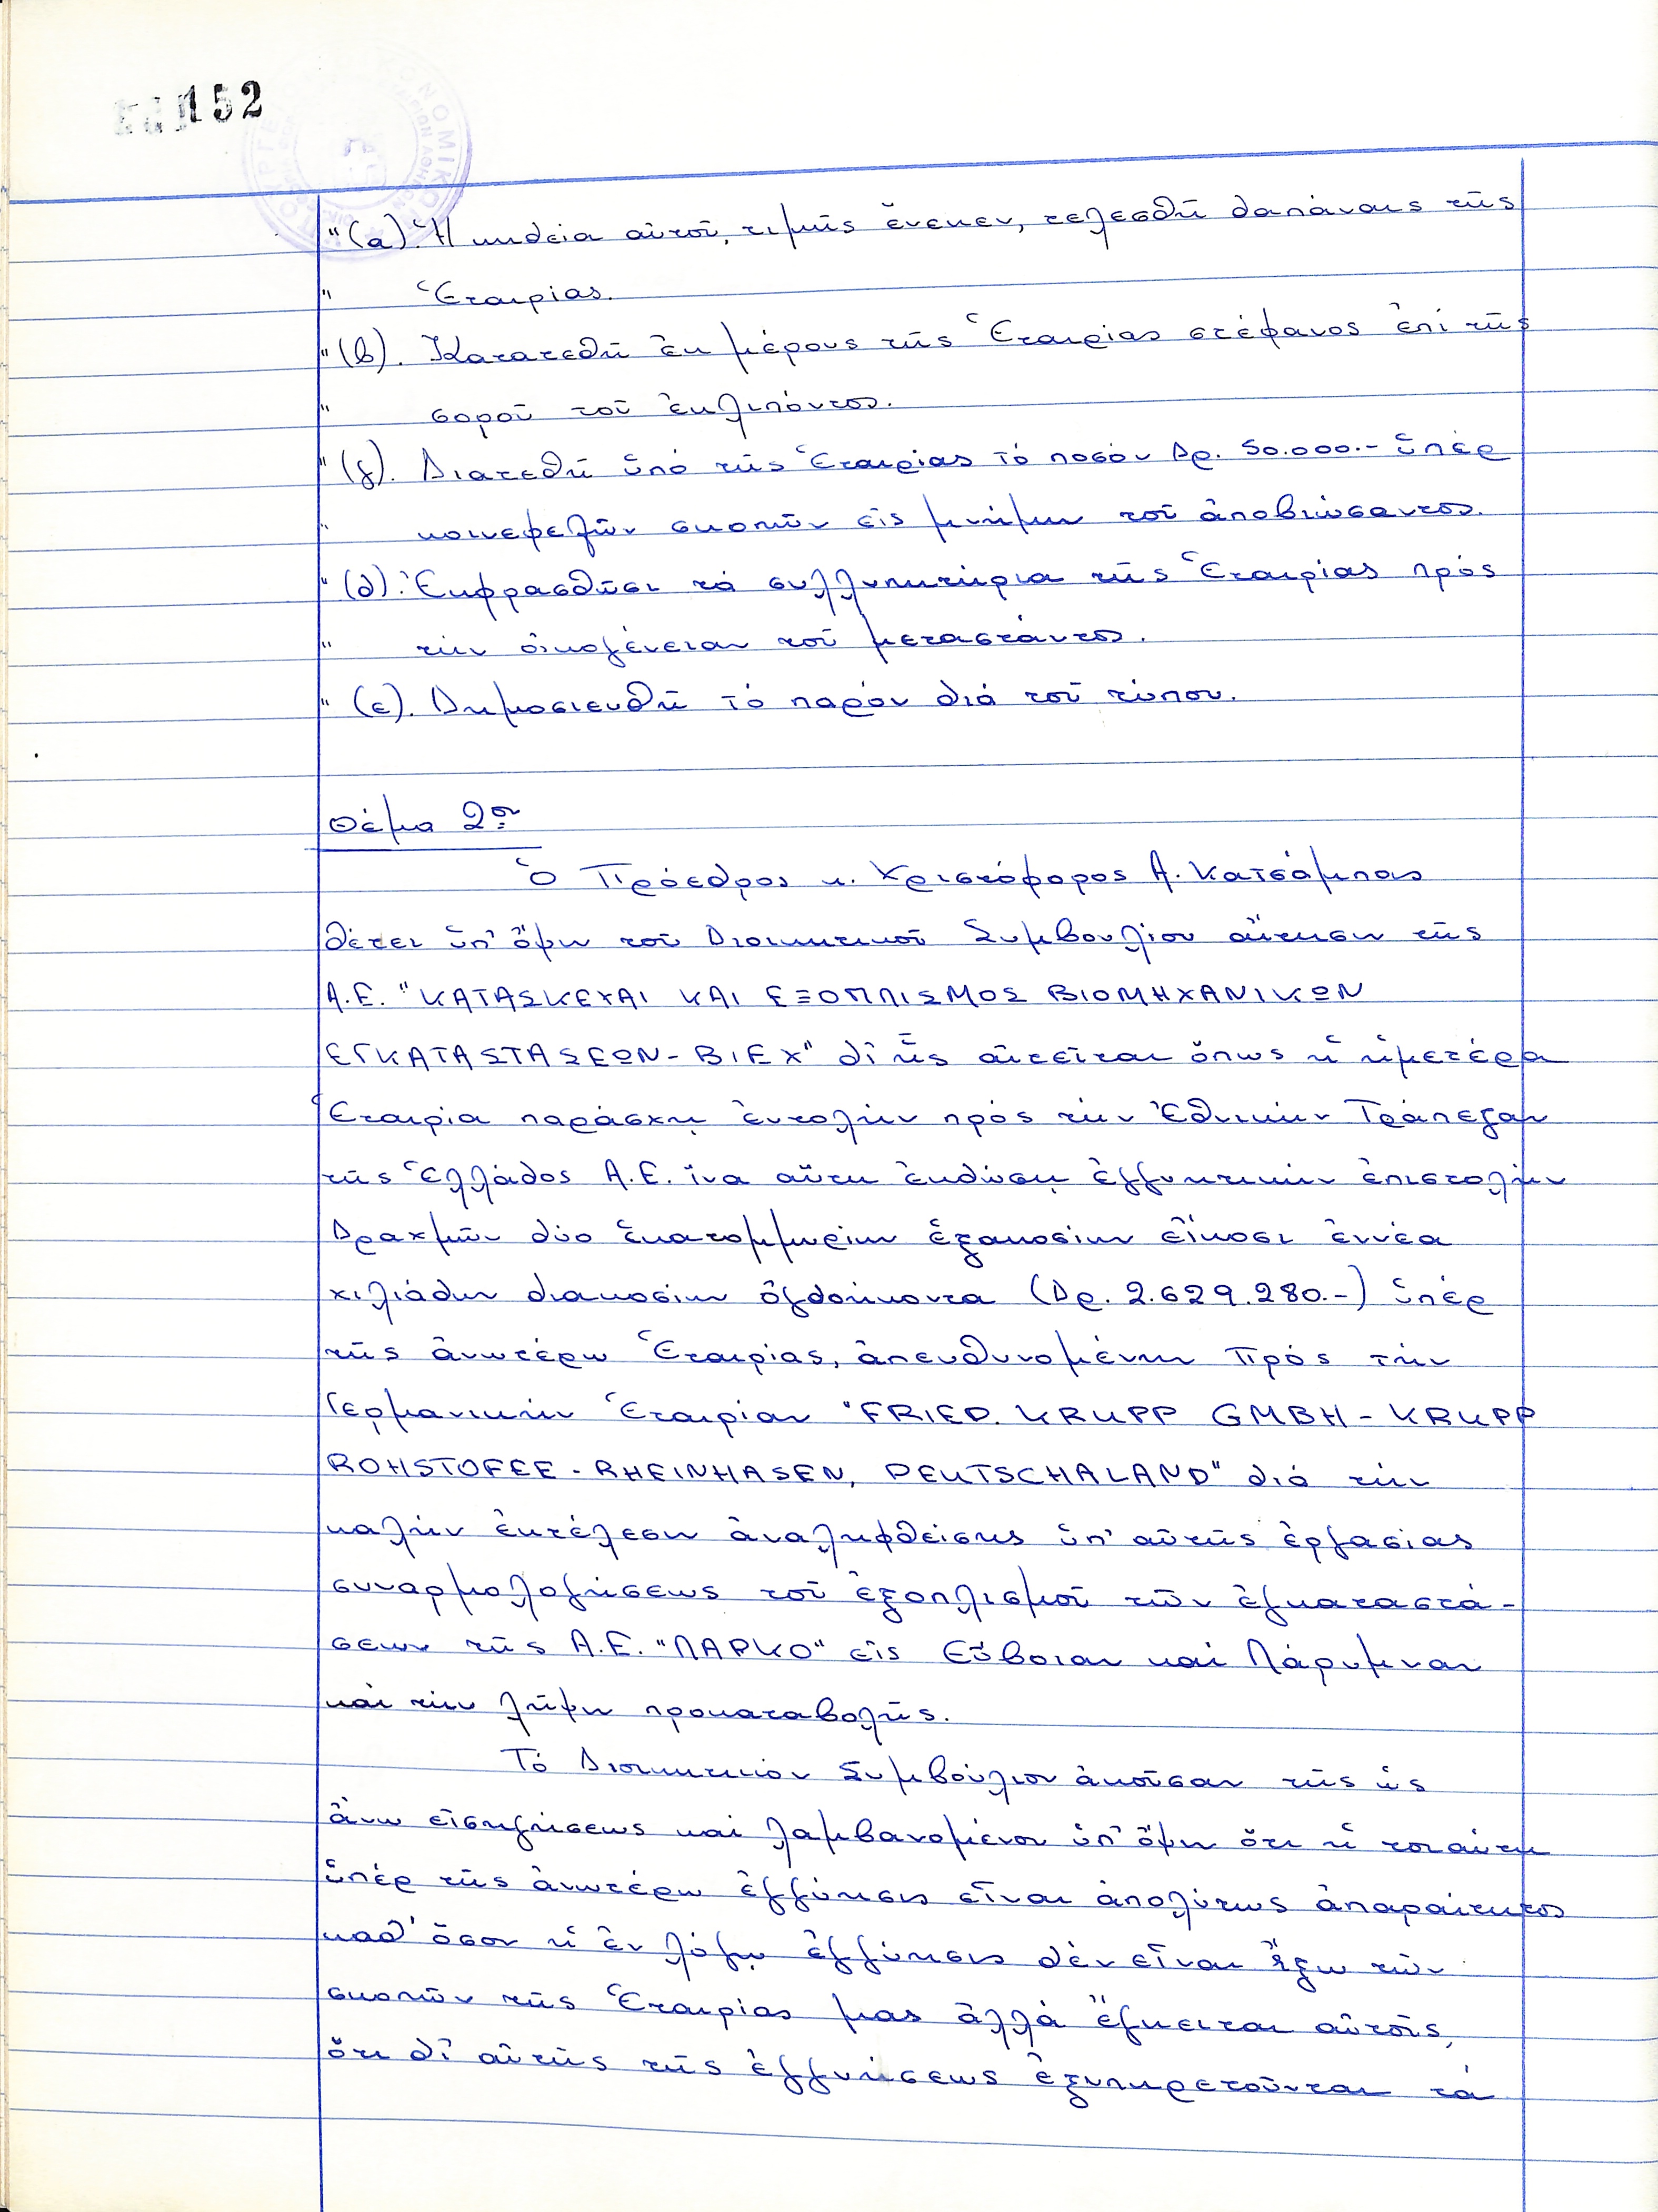 152
"(α). Ἡ κηδεία αὐτοῦ, τιμῆς ἕνεκεν, τελεσθῆ δαπάναις τῆς
" Ἑταιρίας.
"(β). Κατατεθῆ ἐκ μέρους τῆς Ἑταιρίας στέφανος ἐπί τῆς
" σοροῦ τοῦ ἐκλιπόντος.
"(γ). Διατεθῆ ὑπό τῆς Ἑταιρίας τό ποσόν Δρ. 50.000.- ὑπέρ
" κοινωφελῶν σκοπῶν εἰς μνήμην τοῦ ἀποβιώσαντος.
"(δ). Ἐκφρασθῶσι τά συλλυπητήρια τῆς Ἑταιρίας πρός
" τήν οἰκογένειαν τοῦ μεταστάντος.
"(ε). Δημοσιευθῆ τό παρόν διά τοῦ τύπου.
Θέμα 2ον
Ὁ Πρόεδρος κ. Χριστόφορος Α. Κατσάμπας
θέτει ὑπ' ὄψιν τοῦ Διοικητικοῦ Συμβουλίου αἴτησιν τῆς
Α.Ε. "ΚΑΤΑΣΚΕΥΑΙ ΚΑΙ ΕΞΟΠΛΙΣΜΟΣ ΒΙΟΜΗΧΑΝΙΚΩΝ
ΕΓΚΑΤΑΣΤΑΣΕΩΝ-ΒΙΕΧ" δι' ἧς αἰτεῖται ὅπως ἡ ἡμετέρα
Ἑταιρία παράσχῃ ἐντολήν πρός τήν Ἐθνικήν Τράπεζαν
τῆς Ἑλλάδος Α.Ε. ἵνα αὕτη ἐκδώσῃ ἐγγυητικήν ἐπιστολήν
Δραχμῶν δύο ἑκατομμυρίων ἑξακοσίων εἴκοσι ἐννέα
χιλιάδων διακοσίων ὀγδοήκοντα (Δρ. 2.629.280.-) ὑπέρ
τῆς ἀνωτέρω Ἑταιρίας, ἀπευθυνομένην Πρός τήν
Γερμανικήν Ἑταιρίαν "FRIED. KRUPP GMBH - KRUPP
ROHSTOFEE - RHEINHASEN, DEUTSCHALAND" διά τήν
καλήν ἐκτέλεσιν ἀναληφθείσης ὑπ' αὐτῆς ἐργασίας
συναρμολογήσεως τοῦ ἐξοπλισμοῦ τῶν ἐγκαταστά-
σεων τῆς Α.Ε. "ΛΑΡΚΟ" εἰς Εὔβοιαν καί Λάρυμναν
καί τήν λῆψιν προκαταβολῆς.
Τό Διοικητικόν Συμβούλιον ἀκοῦσαν τῆς ὡς
ἄνω εἰσηγήσεως καί λαμβανομένου ὑπ' ὄψιν ὅτι ἡ τοιαύτη
ὑπέρ τῆς ἀνωτέρω ἐγγύησις εἶναι ἀπολύτως ἀπαραίτητος
καθ' ὅσον ἡ ἐν λόγῳ ἐγγύησις δέν εἶναι ἔξω τῶν
σκοπῶν τῆς Ἑταιρίας μας ἀλλά ἔγκειται αὐτοῖς,
ὅτι δι' αὐτῆς τῆς ἐγγυήσεως ἐξυπηρετοῦνται τά